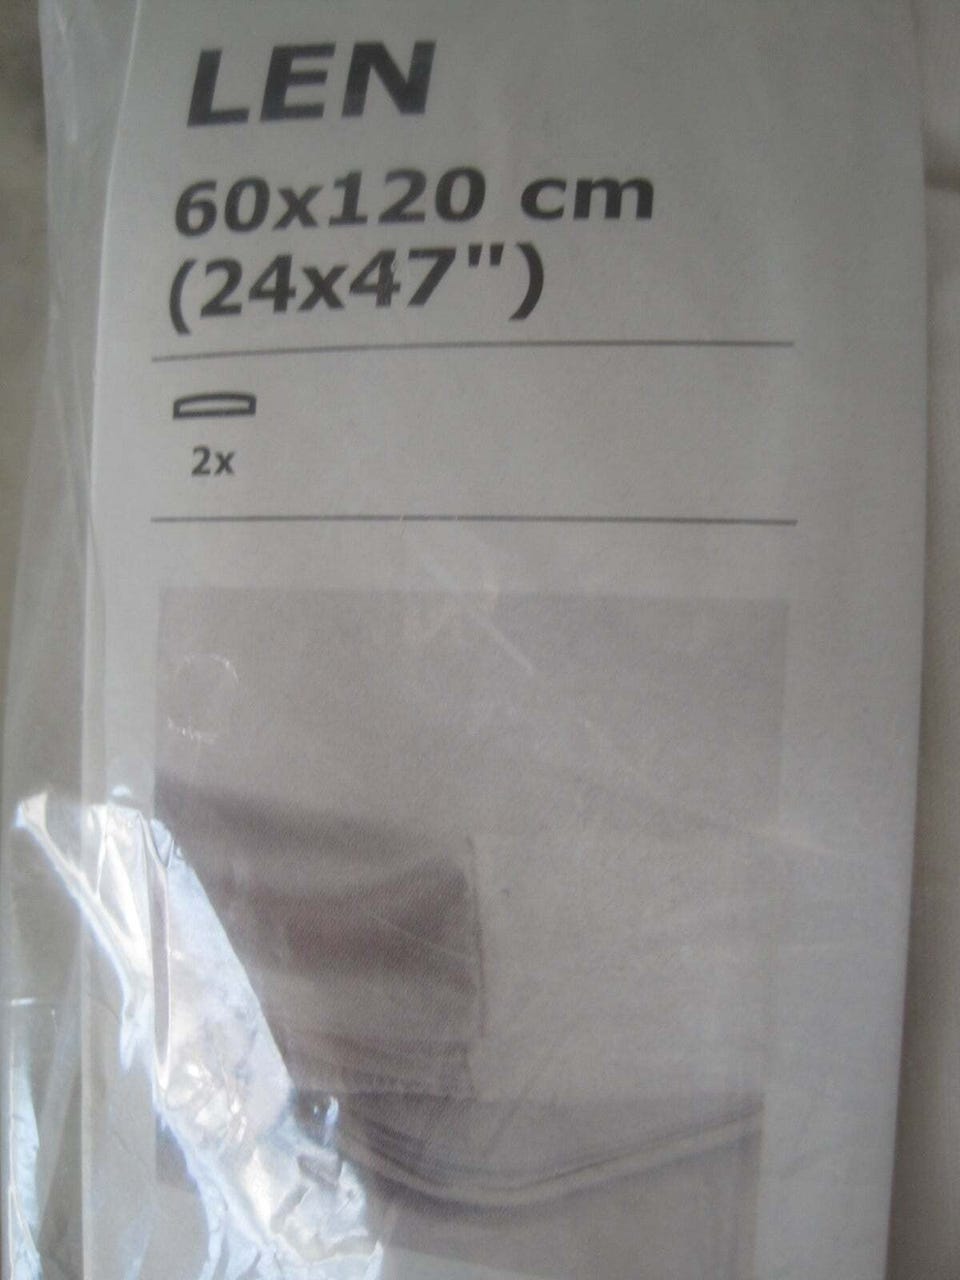 LEN
60x120 cm
(24x47")
2x